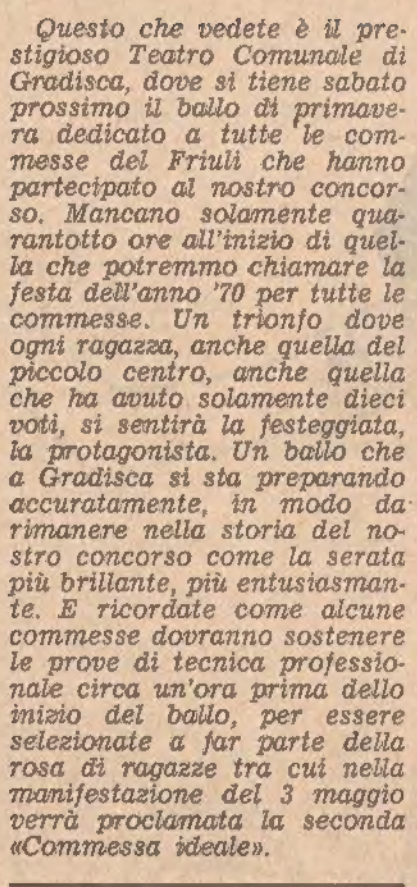 Questo che vedete è il pre-
stigioso Teatro Comunale di
Gradisca, dove si tiene sabato
prossimo il ballo di primave-
ra dedicato a tutte le com-
messe del Friuli che hanno
partecipato al nostro concor-
so. Mancano solamente qua-
rantotto ore all'inizio di quel-
la che potremmo chiamare la
festa dell'anno '70 per tutte le
commesse. Un trionfo dove
ogni ragazza, anche quella del
piccolo centro, anche quella
che ha avuto solamente dieci
voti, si sentirà la festeggiata,
la protagonista. Un ballo che
a Gradisca si sta preparando
accuratamente, in modo da
rimanere nella storia del no-
stro concorso come la serata
più brillante, più entusiasman-
te. E ricordate come alcune
commesse dovranno sostenere
le prove di tecnica professio-
nale circa un'ora prima dello
inizio del ballo, per essere
selezionate a far parte della
rosa di ragazze tra cui nella
manifestazione del 3 maggio
verrà proclamata la seconda
«Commessa ideale».